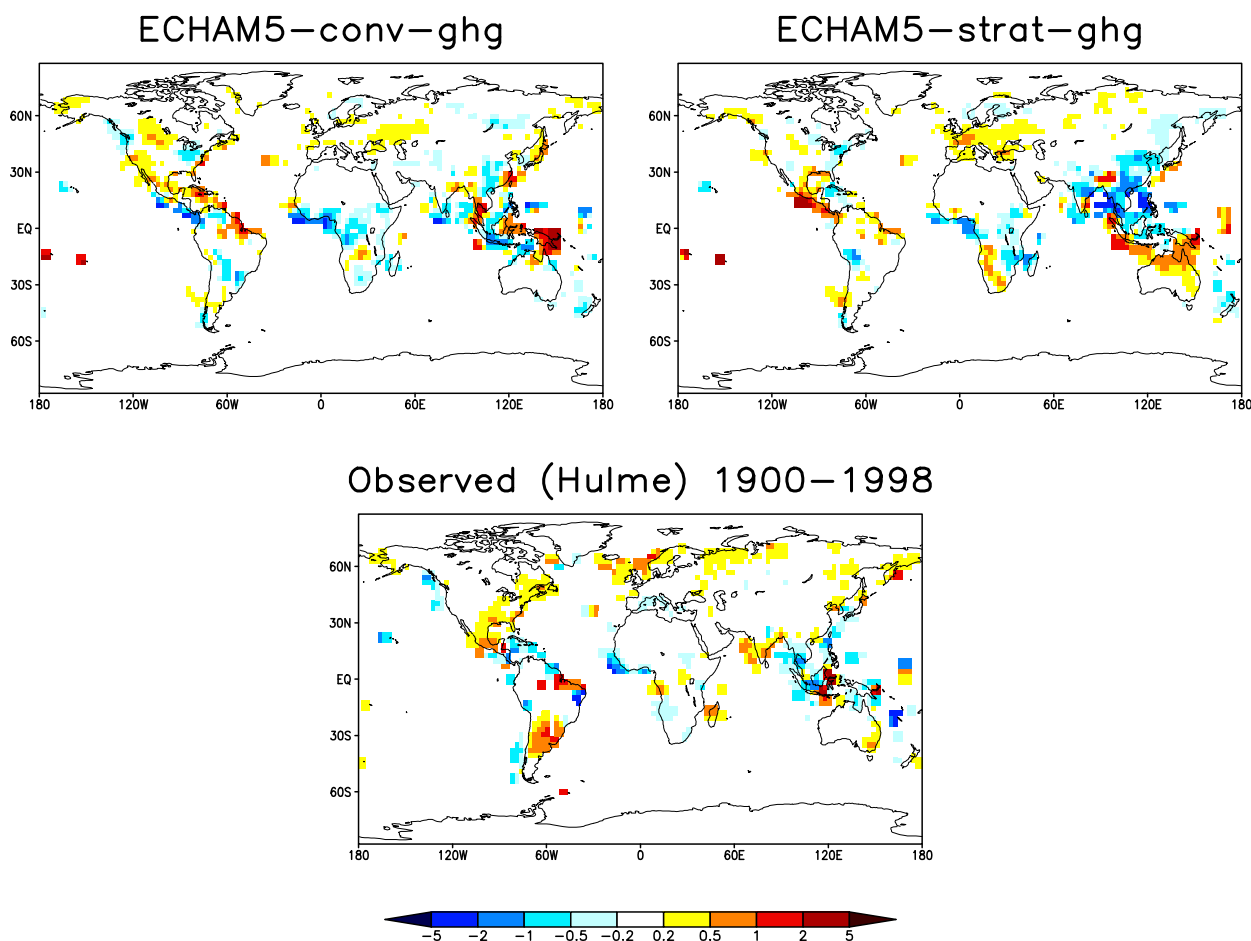 ECHAM5-conv-ghg
ECHAM5-strat-ghg
60N
30N
EQ
30S
60S
180 120W 60W 0 60E 120E 180
60N
30N
EQ
30S
60S
180 120W 60W 0 60E 120E 180
Observed (Hulme) 1900-1998
60N
30N
EQ
30S
60S
180 120W 60W 0 60E 120E 180
-5 -2 -1 -0.5 -0.2 0.2 0.5 1 2 5